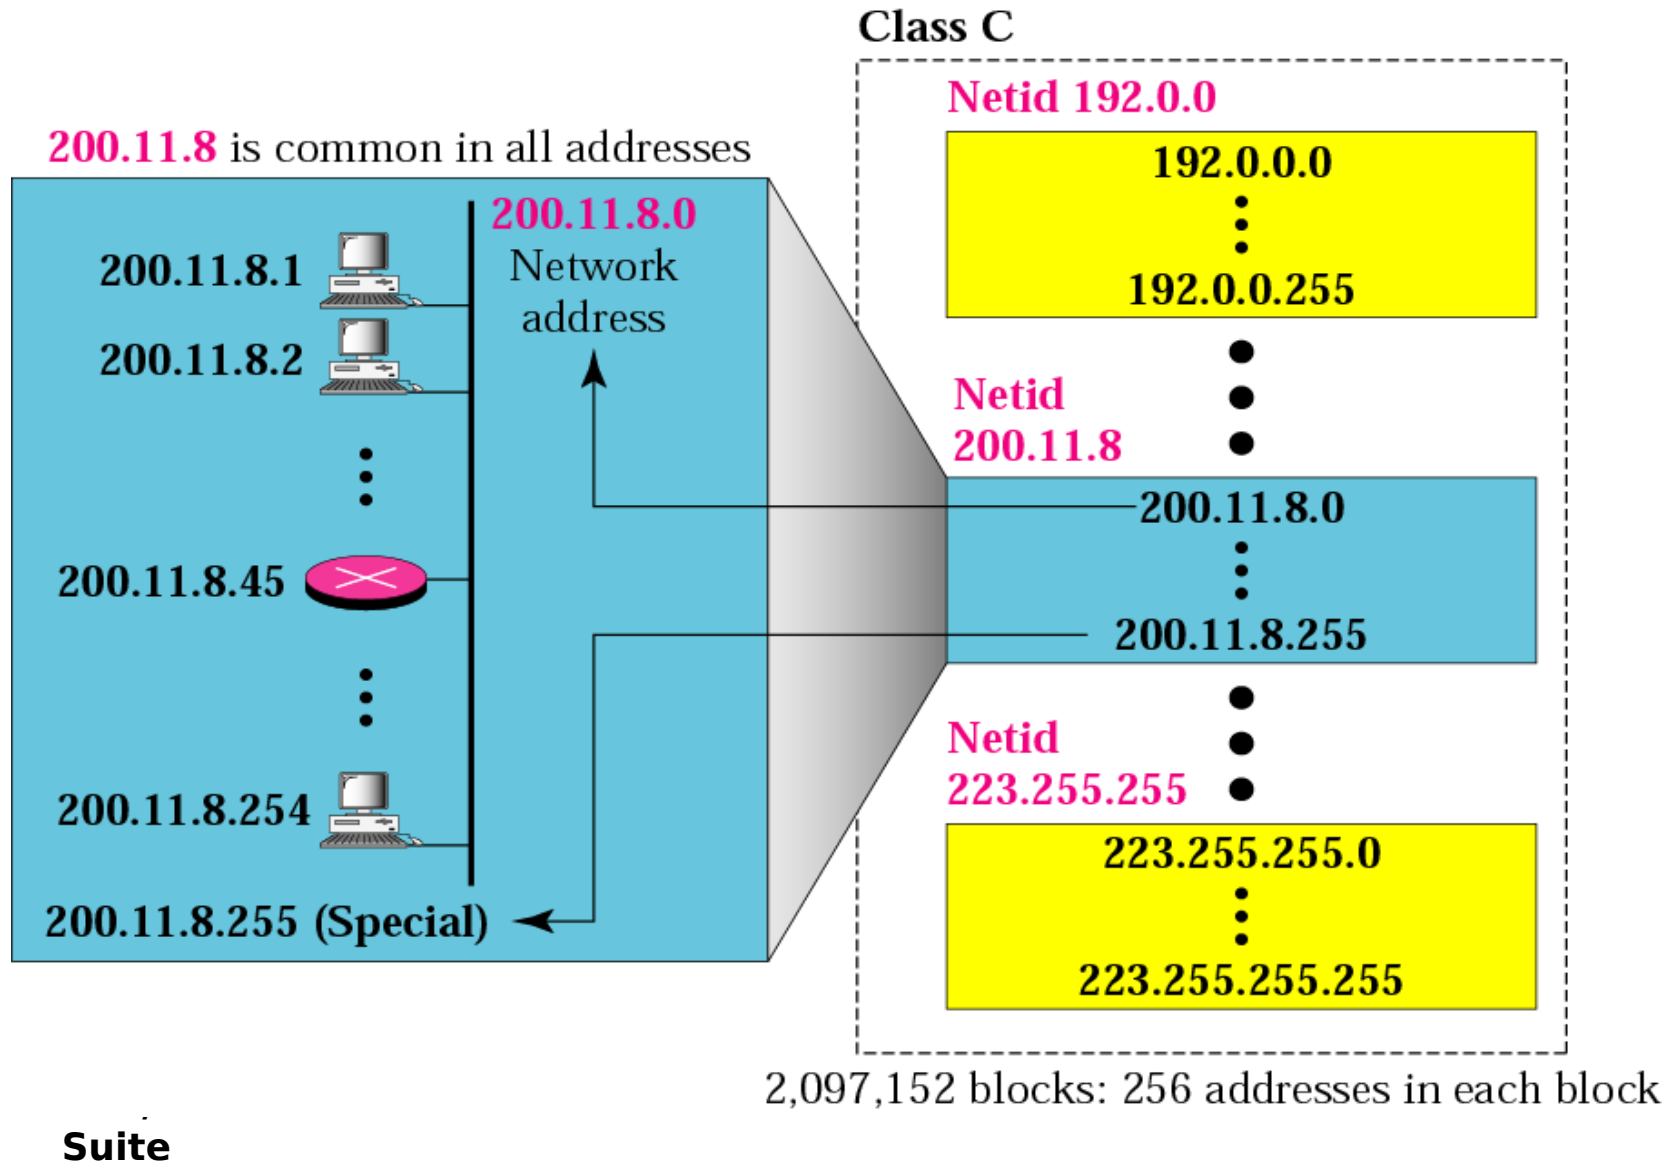 Class C
Netid 192.0.0
192.0.0.0
192.0.0.255
Netid
200.11.8
200.11.8.0
200.11.8.255
Netid
223.255.255
223.255.255.0
223.255.255.255
2,097,152 blocks: 256 addresses in each block
200.11.8 is common in all addresses
200.11.8.0
Network
address
200.11.8.1
200.11.8.2
200.11.8.45
200.11.8.254
200.11.8.255 (Special)
Suite